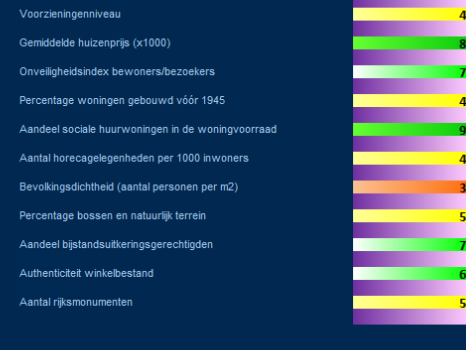 Voorzieningenniveau 4
Gemiddelde huizenprijs (x1000) 8
Onveiligheidsindex bewoners/bezoekers 7
Percentage woningen gebouwd vóór 1945 4
Aandeel sociale huurwoningen in de woningvoorraad 9
Aantal horecagelegenheden per 1000 inwoners 4
Bevolkingsdichtheid (aantal personen per m2) 3
Percentage bossen en natuurlijk terrein 5
Aandeel bijstandsuitkeringsgerechtigden 7
Authenticiteit winkelbestand 6
Aantal rijksmonumenten 5